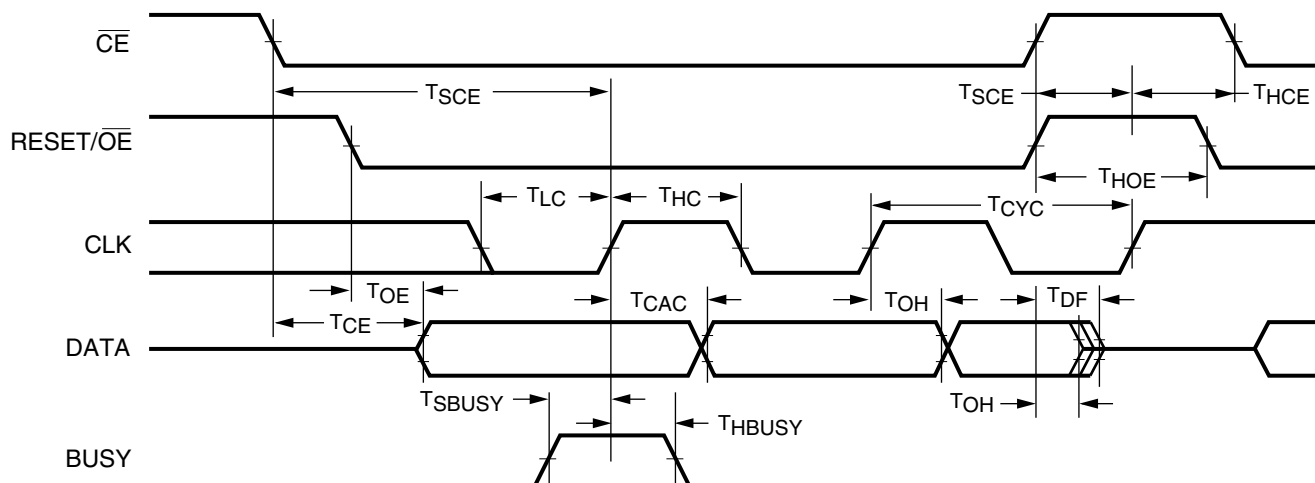 CE
TSCE TSCE THCE
RESET/OE
TLC THC TCYC THOE
CLK
TOE TCAC TOH TDF
TCE
DATA
TSBUSY THBUSY TOH
BUSY